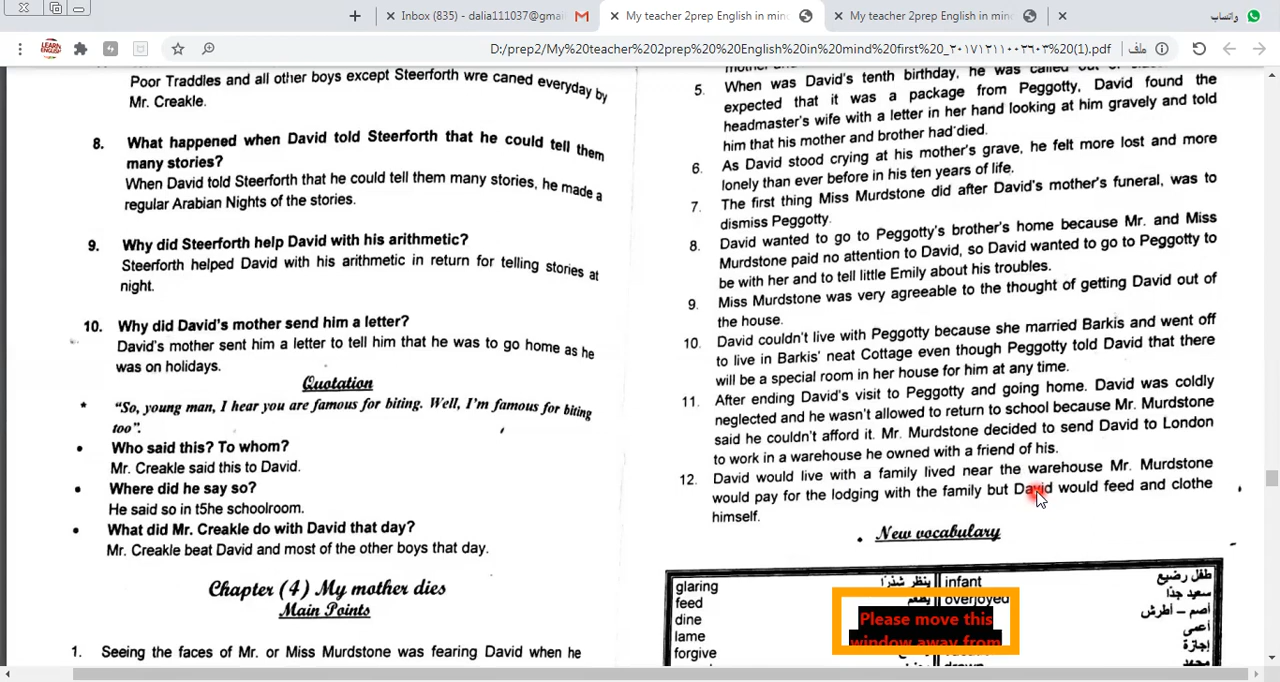 Inbox (835) - dalia111037@gmai
My teacher 2prep English in mind
My teacher 2prep English in mind
واتساب
LEARN ENGLISH
D:/prep2/My%20teacher%202prep%20%20English%20in%20mind%20first%20_٢٠١٧١٢١١٠٠٢٦٠٣%20(1).pdf
ملف
Poor Traddles and all other boys except Steerforth wre caned everyday by
Mr. Creakle.
8. What happened when David told Steerforth that he could tell them
many stories?
When David told Steerforth that he could tell them many stories, he made a
regular Arabian Nights of the stories.
9. Why did Steerforth help David with his arithmetic?
Steerforth helped David with his arithmetic in return for telling stories at
night.
10. Why did David's mother send him a letter?
David's mother sent him a letter to tell him that he was to go home as he
was on holidays.
Quotation
* "So, young man, I hear you are famous for biting. Well, I'm famous for biting
too".
• Who said this? To whom?
Mr. Creakle said this to David.
• Where did he say so?
He said so in t5he schoolroom.
• What did Mr. Creakle do with David that day?
Mr. Creakle beat David and most of the other boys that day.
Chapter (4) My mother dies
Main Points
1. Seeing the faces of Mr. or Miss Murdstone was fearing David when he
5. When was David's tenth birthday, he was called out of
expected that it was a package from Peggotty, David found the
headmaster's wife with a letter in her hand looking at him gravely and told
him that his mother and brother had died.
6. As David stood crying at his mother's grave, he felt more lost and more
lonely than ever before in his ten years of life.
7. The first thing Miss Murdstone did after David's mother's funeral, was to
dismiss Peggotty.
8. David wanted to go to Peggotty's brother's home because Mr. and Miss
Murdstone paid no attention to David, so David wanted to go to Peggotty to
be with her and to tell little Emily about his troubles.
9. Miss Murdstone was very agreeable to the thought of getting David out of
the house.
10. David couldn't live with Peggotty because she married Barkis and went off
to live in Barkis' neat Cottage even though Peggotty told David that there
will be a special room in her house for him at any time.
11. After ending David's visit to Peggotty and going home. David was coldly
neglected and he wasn't allowed to return to school because Mr. Murdstone
said he couldn't afford it. Mr. Murdstone decided to send David to London
to work in a warehouse he owned with a friend of his.
12. David would live with a family lived near the warehouse Mr. Murdstone
would pay for the lodging with the family but David would feed and clothe
himself.
• New vocabulary
glaring ينظر شذرًا infant طفل رضيع
feed يطعم overjoyed سعيد جدًا
dine أصم - أطرش
lame أعمى
forgive إجازة
Please move this
window away from